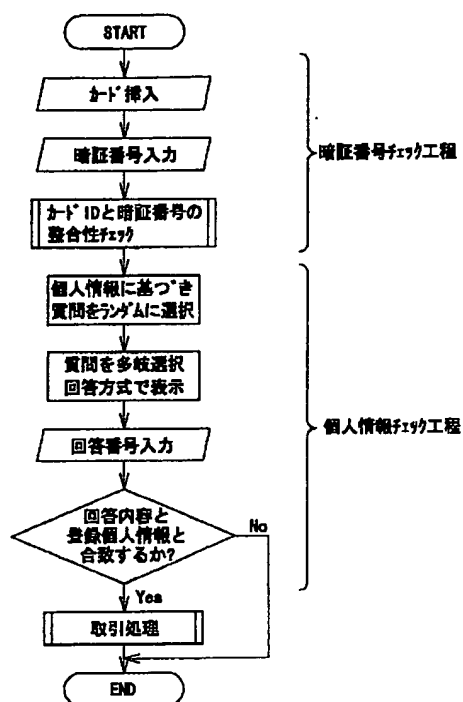 START
ｶｰﾄﾞ挿入
暗証番号入力
暗証番号ﾁｪｯｸ工程
ｶｰﾄﾞIDと暗証番号の
整合性ﾁｪｯｸ
個人情報に基づき
質問をﾗﾝﾀﾞﾑに選択
質問を多岐選択
回答方式で表示
回答番号入力
個人情報ﾁｪｯｸ工程
回答内容と
登録個人情報と
合致するか?
No
Yes
取引処理
END